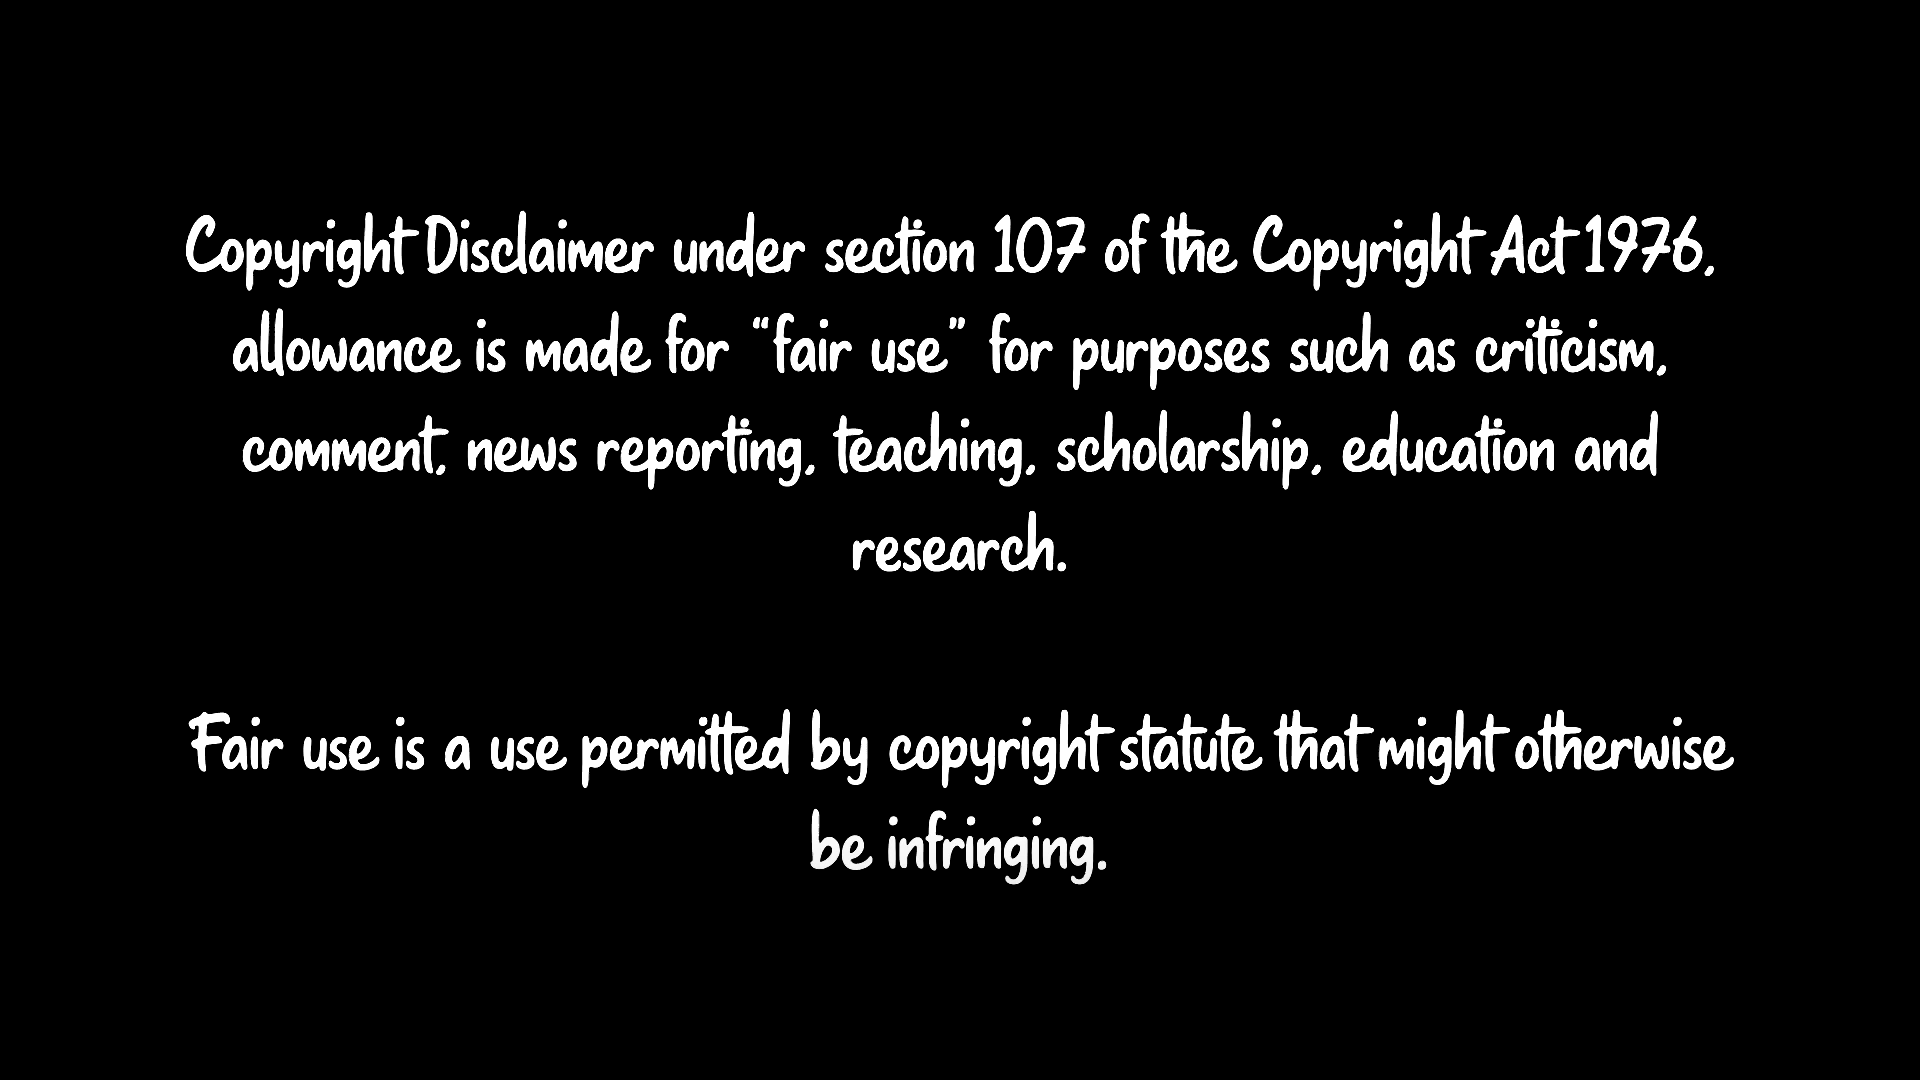 Copyright Disclaimer under section 107 of the Copyright Act 1976,
allowance is made for “fair use” for purposes such as criticism,
comment, news reporting, teaching, scholarship, education and
research.
Fair use is a use permitted by copyright statute that might otherwise
be infringing.